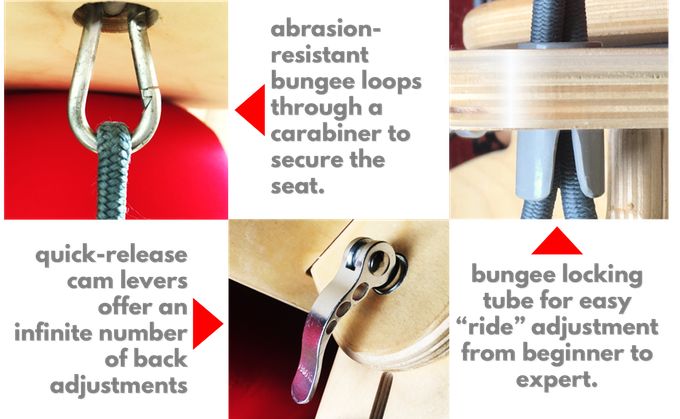 abrasion-
resistant
bungee loops
through a
carabiner to
secure the
seat.
quick-release
cam levers
offer an
infinite number
of back
adjustments
bungee locking
tube for easy
“ride” adjustment
from beginner to
expert.